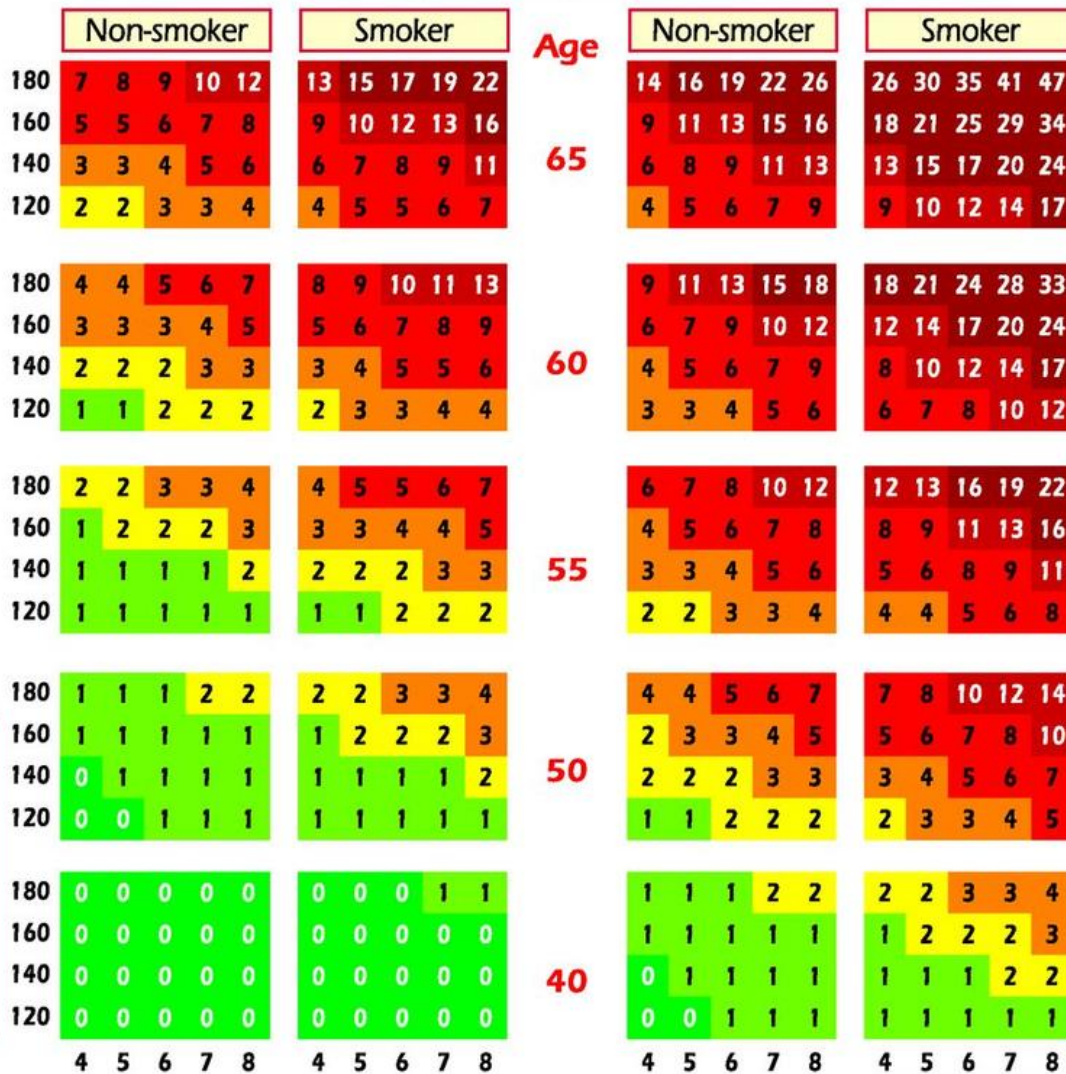 Non-smoker Smoker Age Non-smoker Smoker
180 7 8 9 10 12 13 15 17 19 22 14 16 19 22 26 26 30 35 41 47
160 5 5 6 7 8 9 10 12 13 16 9 11 13 15 16 18 21 25 29 34
65
140 3 3 4 5 6 6 7 8 9 11 6 8 9 11 13 13 15 17 20 24
120 2 2 3 3 4 4 5 5 6 7 4 5 6 7 9 9 10 12 14 17
180 4 4 5 6 7 8 9 10 11 13 9 11 13 15 18 18 21 24 28 33
160 3 3 3 4 5 5 6 7 8 9 6 7 9 10 12 12 14 17 20 24
60
140 2 2 2 3 3 3 4 5 5 6 4 5 6 7 9 8 10 12 14 17
120 1 1 2 2 2 2 3 3 4 4 3 3 4 5 6 6 7 8 10 12
180 2 2 3 3 4 4 5 5 6 7 6 7 8 10 12 12 13 16 19 22
160 1 2 2 2 3 3 3 4 4 5 4 5 6 7 8 8 9 11 13 16
55
140 1 1 1 1 2 2 2 2 3 3 3 3 4 5 6 5 6 8 9 11
120 1 1 1 1 1 1 1 2 2 2 2 2 3 3 4 4 4 5 6 8
180 1 1 1 2 2 2 2 3 3 4 4 4 5 6 7 7 8 10 12 14
160 1 1 1 1 1 1 2 2 2 3 2 3 3 4 5 5 6 7 8 10
50
140 0 1 1 1 1 1 1 1 1 2 2 2 2 3 3 3 4 5 6 7
120 0 0 1 1 1 1 1 1 1 1 1 1 2 2 2 2 3 3 4 5
180 0 0 0 0 0 0 0 0 1 1 1 1 1 2 2 2 2 3 3 4
160 0 0 0 0 0 0 0 0 0 0 1 1 1 1 1 1 2 2 2 3
40
140 0 0 0 0 0 0 0 0 0 0 0 1 1 1 1 1 1 1 2 2
120 0 0 0 0 0 0 0 0 0 0 0 0 1 1 1 1 1 1 1 1
4 5 6 7 8 4 5 6 7 8 4 5 6 7 8 4 5 6 7 8